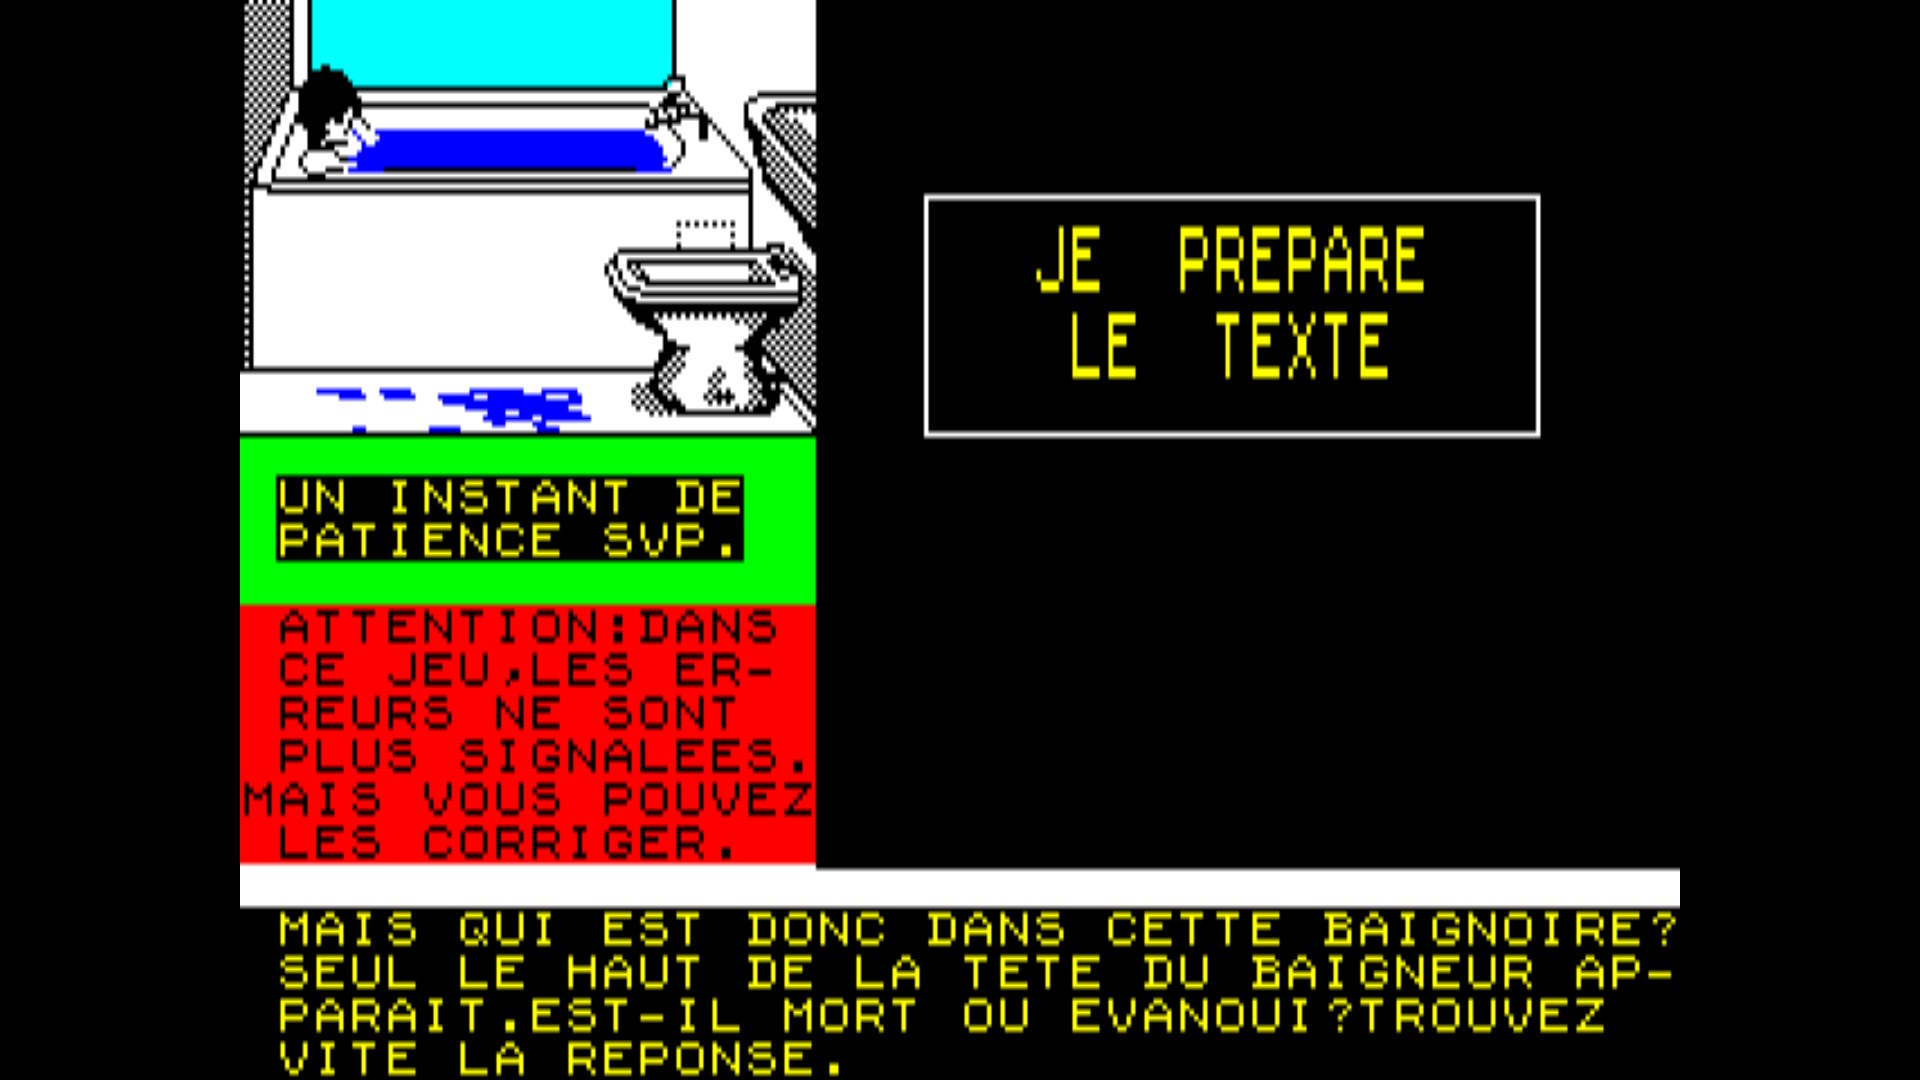 JE PREPARE
LE TEXTE
UN INSTANT DE
PATIENCE SVP.
ATTENTION:DANS
CE JEU,LES ER-
REURS NE SONT
PLUS SIGNALEES.
MAIS VOUS POUVEZ
LES CORRIGER.
MAIS QUI EST DONC DANS CETTE BAIGNOIRE?
SEUL LE HAUT DE LA TETE DU BAIGNEUR AP-
PARAIT.EST-IL MORT OU EVANOUI?TROUVEZ
VITE LA REPONSE.